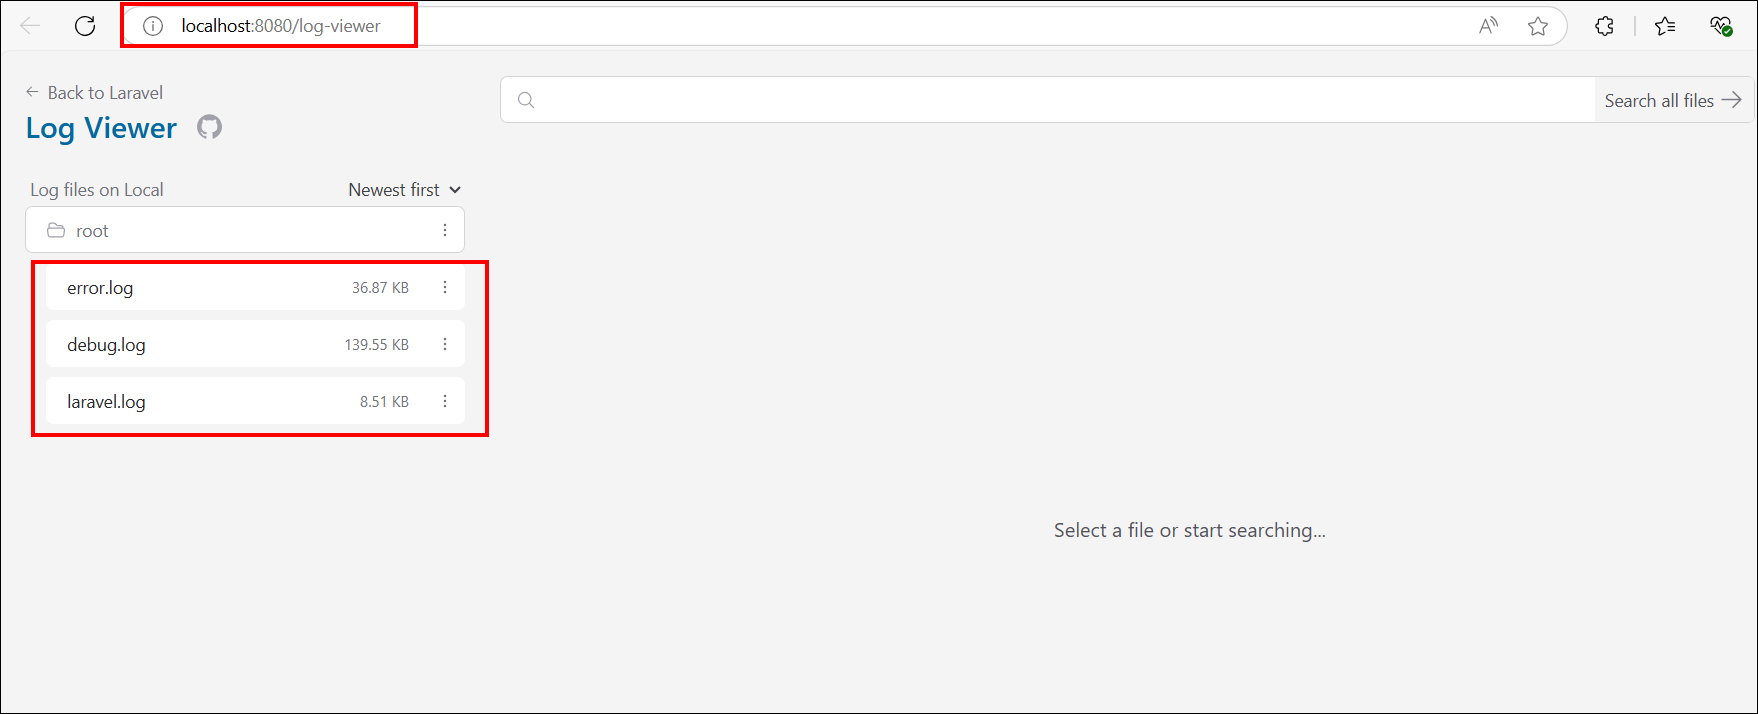 localhost:8080/log-viewer
Back to Laravel
Log Viewer
Search all files
Log files on Local
Newest first
root
error.log 36.87 KB
debug.log 139.55 KB
laravel.log 8.51 KB
Select a file or start searching...